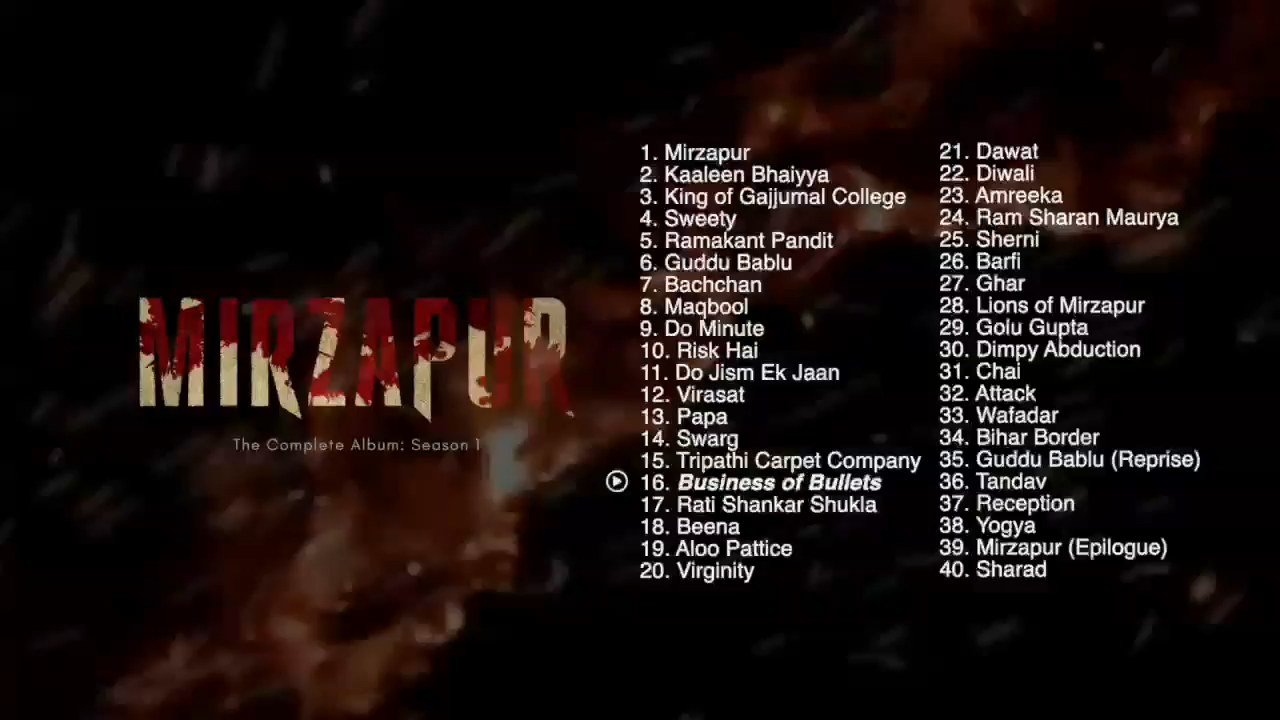 MIRZAPUR
The Complete Album: Season 1
1. Mirzapur
2. Kaaleen Bhaiyya
3. King of Gajjumal College
4. Sweety
5. Ramakant Pandit
6. Guddu Bablu
7. Bachchan
8. Maqbool
9. Do Minute
10. Risk Hai
11. Do Jism Ek Jaan
12. Virasat
13. Papa
14. Swarg
15. Tripathi Carpet Company
16. Business of Bullets
17. Rati Shankar Shukla
18. Beena
19. Aloo Pattice
20. Virginity
21. Dawat
22. Diwali
23. Amreeka
24. Ram Sharan Maurya
25. Sherni
26. Barfi
27. Ghar
28. Lions of Mirzapur
29. Golu Gupta
30. Dimpy Abduction
31. Chai
32. Attack
33. Wafadar
34. Bihar Border
35. Guddu Bablu (Reprise)
36. Tandav
37. Reception
38. Yogya
39. Mirzapur (Epilogue)
40. Sharad